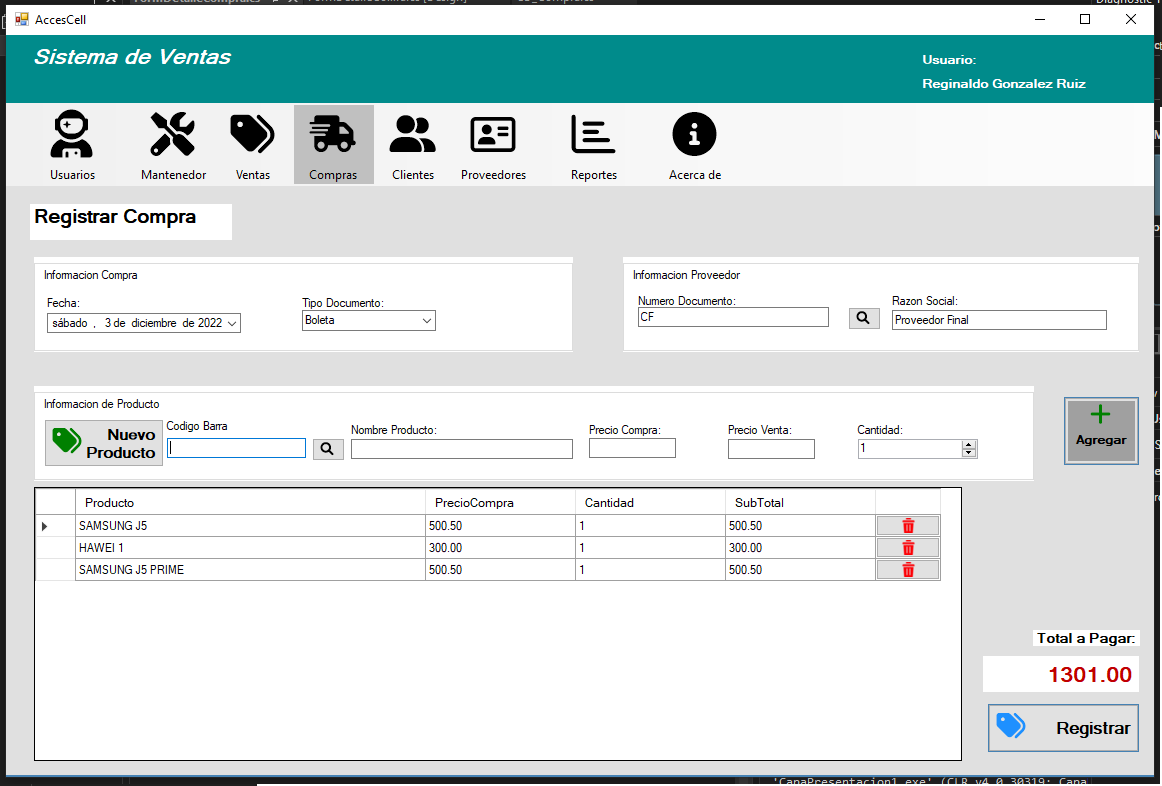 AccesCell
Sistema de Ventas
Usuario:
Reginaldo Gonzalez Ruiz
Usuarios
Mantenedor
Ventas
Compras
Clientes
Proveedores
Reportes
Acerca de
Registrar Compra
Informacion Compra
Fecha:
Tipo Documento:
sábado , 3 de diciembre de 2022
Boleta
Informacion Proveedor
Numero Documento:
Razon Social:
CF
Proveedor Final
Informacion de Producto
Nuevo
Producto
Codigo Barra
Nombre Producto:
Precio Compra:
Precio Venta:
Cantidad:
1
Agregar
Producto PrecioCompra Cantidad SubTotal
SAMSUNG J5 500.50 1 500.50
HAWEI 1 300.00 1 300.00
SAMSUNG J5 PRIME 500.50 1 500.50
Total a Pagar:
1301.00
Registrar
'CapaPresentacion1.exe' (CLR v4.0.30319: Capa